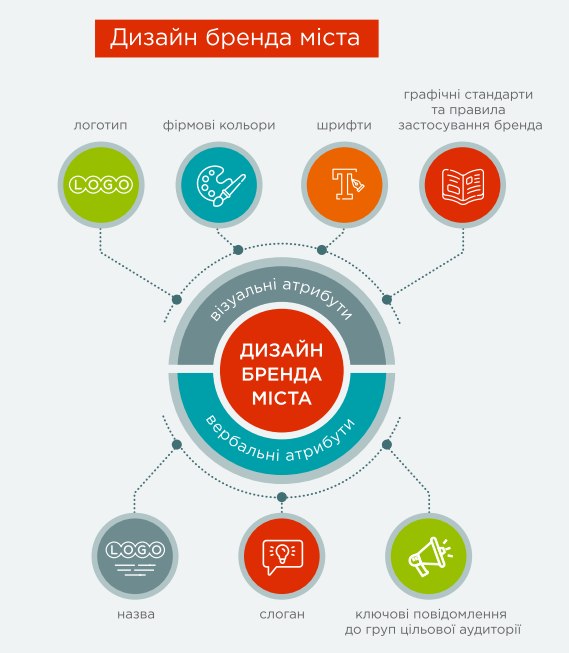 Дизайн бренда міста
логотип
фірмові кольори
шрифти
графічні стандарти
та правила
застосування бренда
LOGO
T
візуальні атрибути
ДИЗАЙН
БРЕНДА
МІСТА
вербальні атрибути
LOGO
назва
слоган
ключові повідомлення
до груп цільової аудиторії